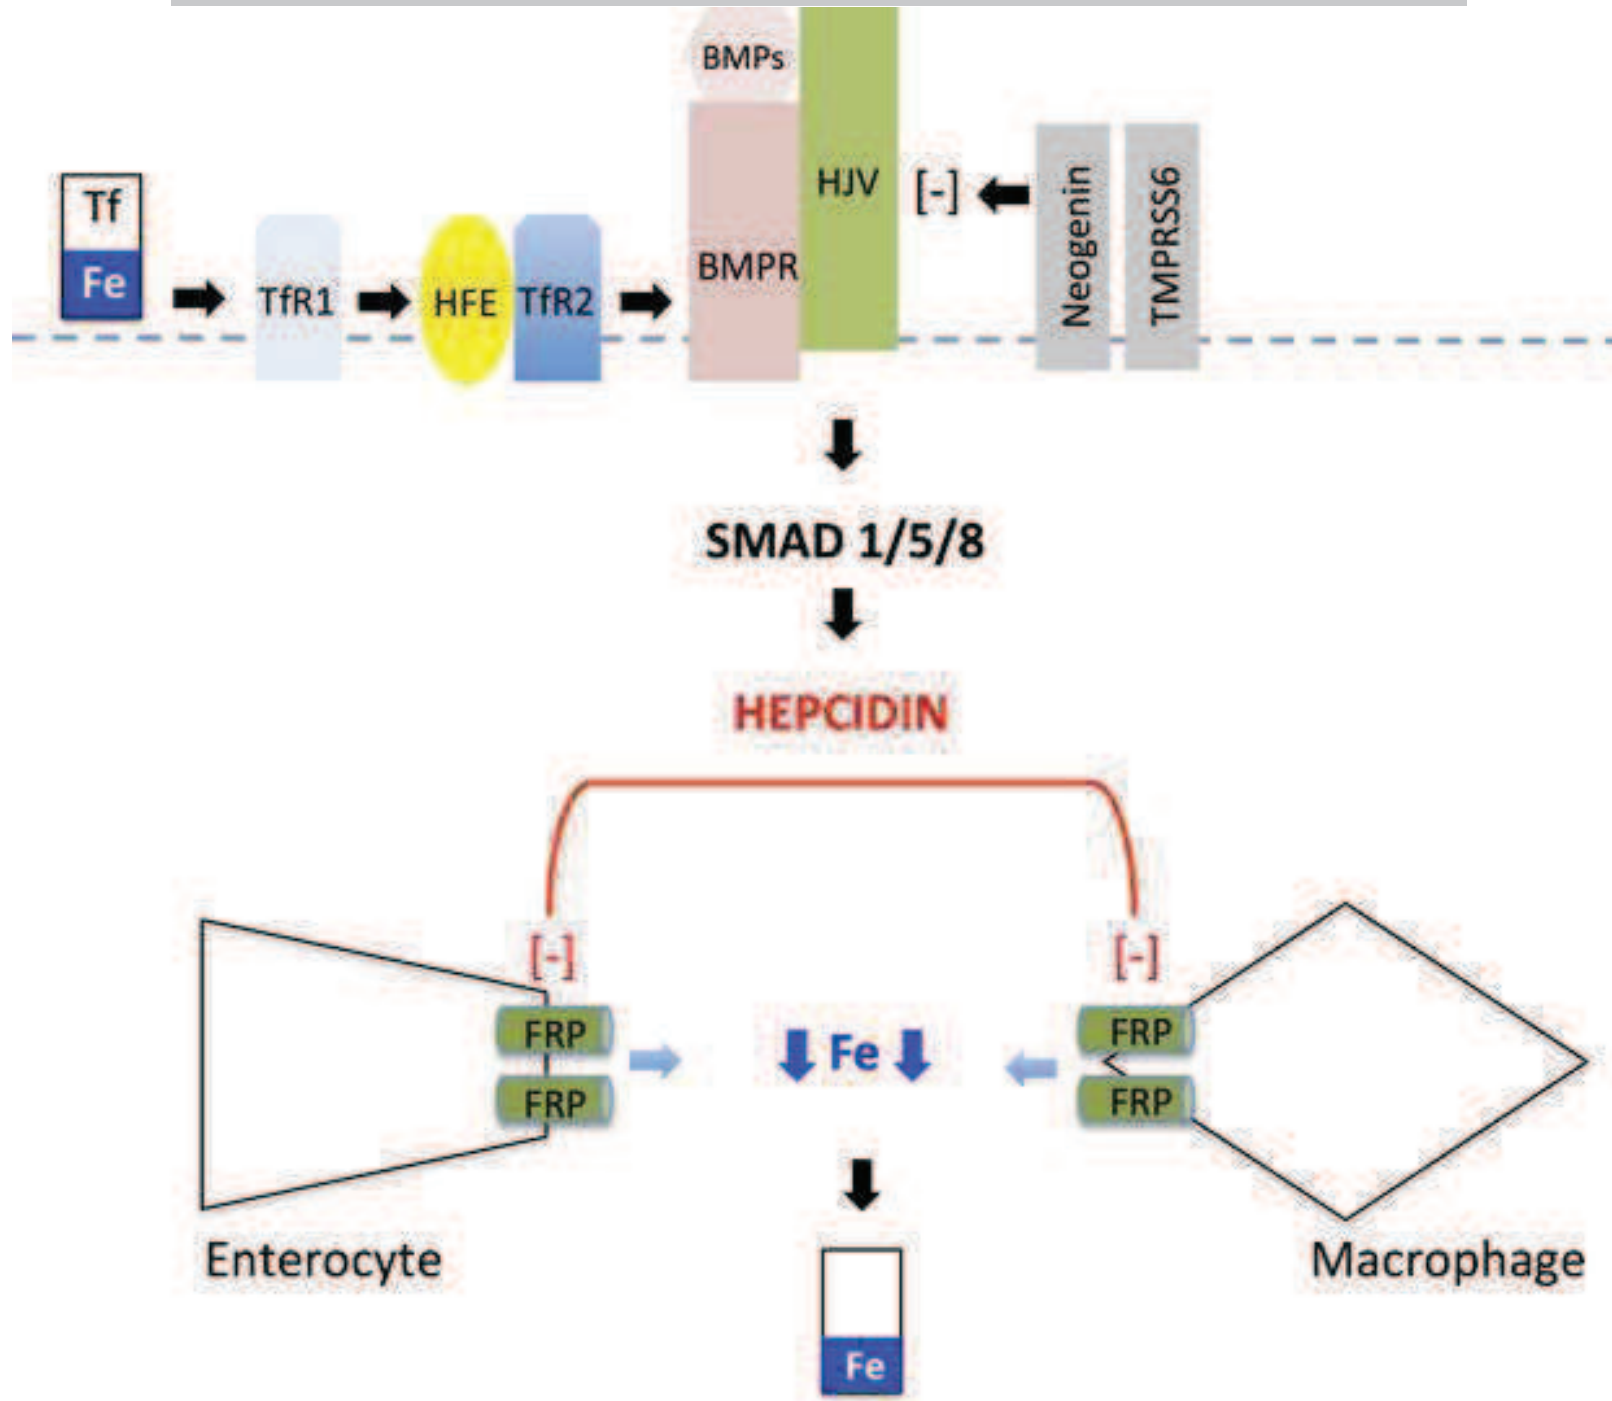 BMPs
HJV
[-]
Neogenin
TMPRSS6
Tf
Fe
BMPR
TfR1
HFE
TfR2
SMAD 1/5/8
HEPCIDIN
[-]
[-]
FRP
FRP
Fe
FRP
FRP
Enterocyte
Macrophage
Fe